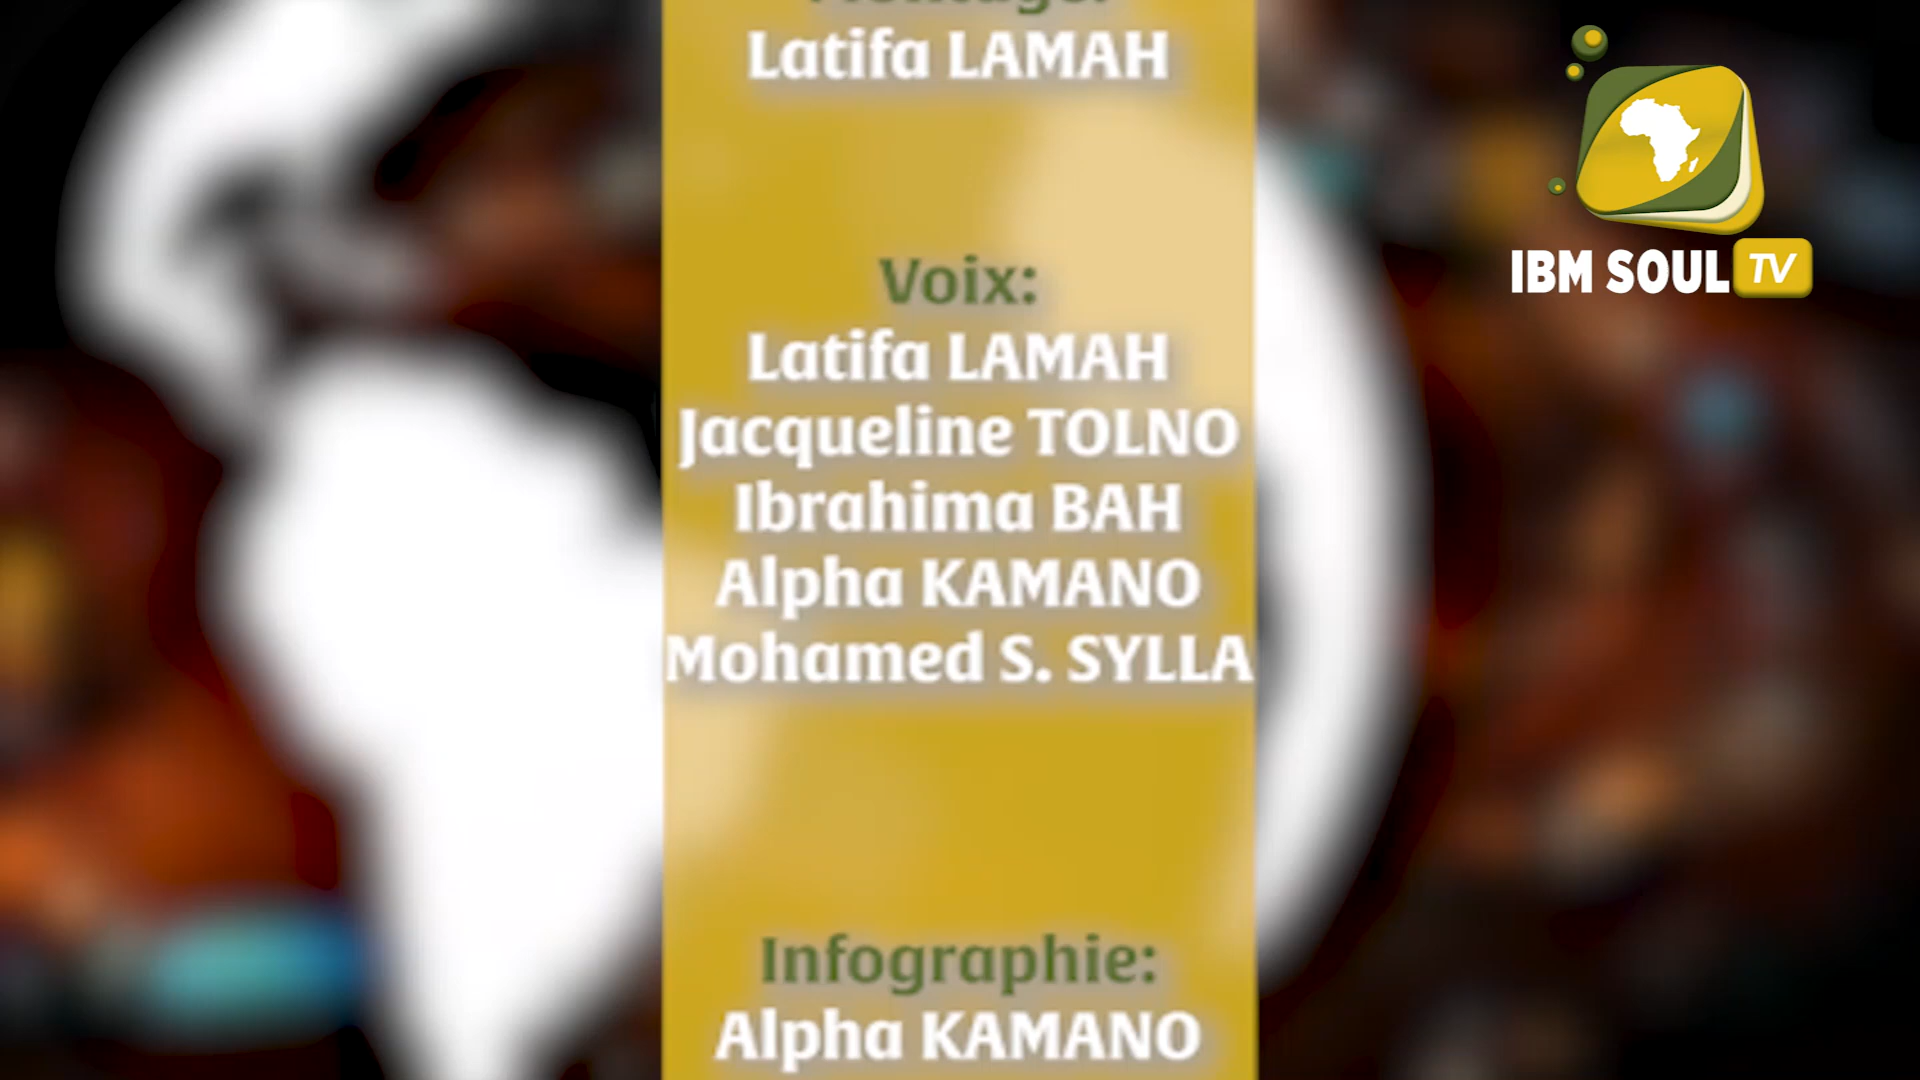 Montage:
Latifa LAMAH
Voix:
Latifa LAMAH
Jacqueline TOLNO
Ibrahima BAH
Alpha KAMANO
Mohamed S. SYLLA
Infographie:
Alpha KAMANO
IBM SOUL TV